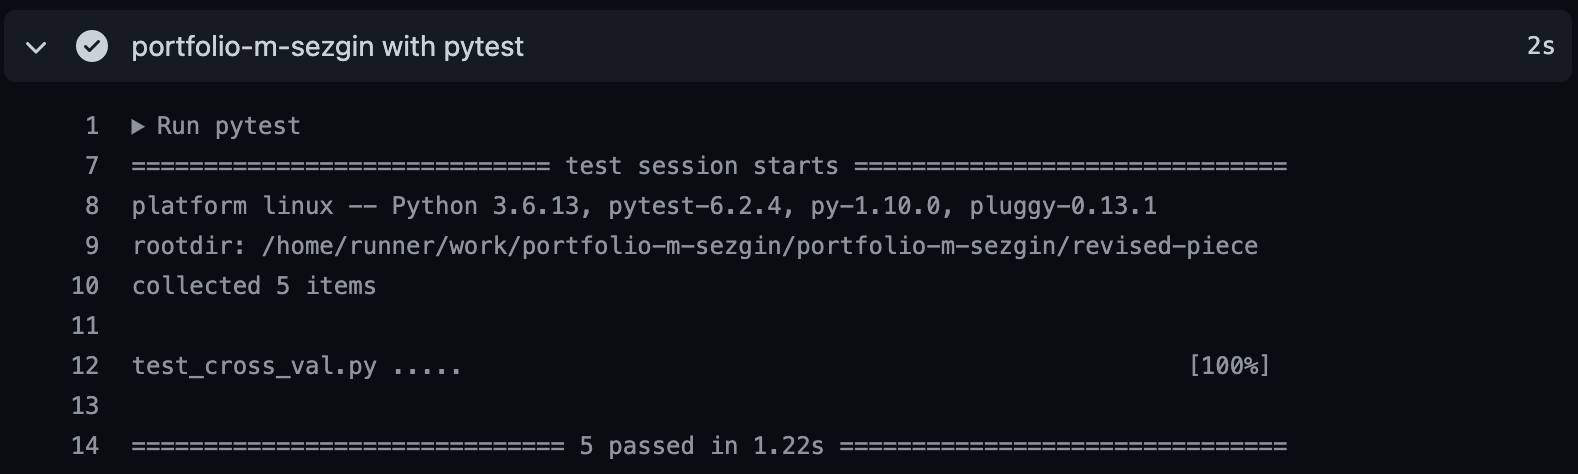 portfolio-m-sezgin with pytest 2s
1 ▶ Run pytest
7 ============================= test session starts ==============================
8 platform linux -- Python 3.6.13, pytest-6.2.4, py-1.10.0, pluggy-0.13.1
9 rootdir: /home/runner/work/portfolio-m-sezgin/portfolio-m-sezgin/revised-piece
10 collected 5 items
11
12 test_cross_val.py ..... [100%]
13
14 ============================== 5 passed in 1.22s ===============================